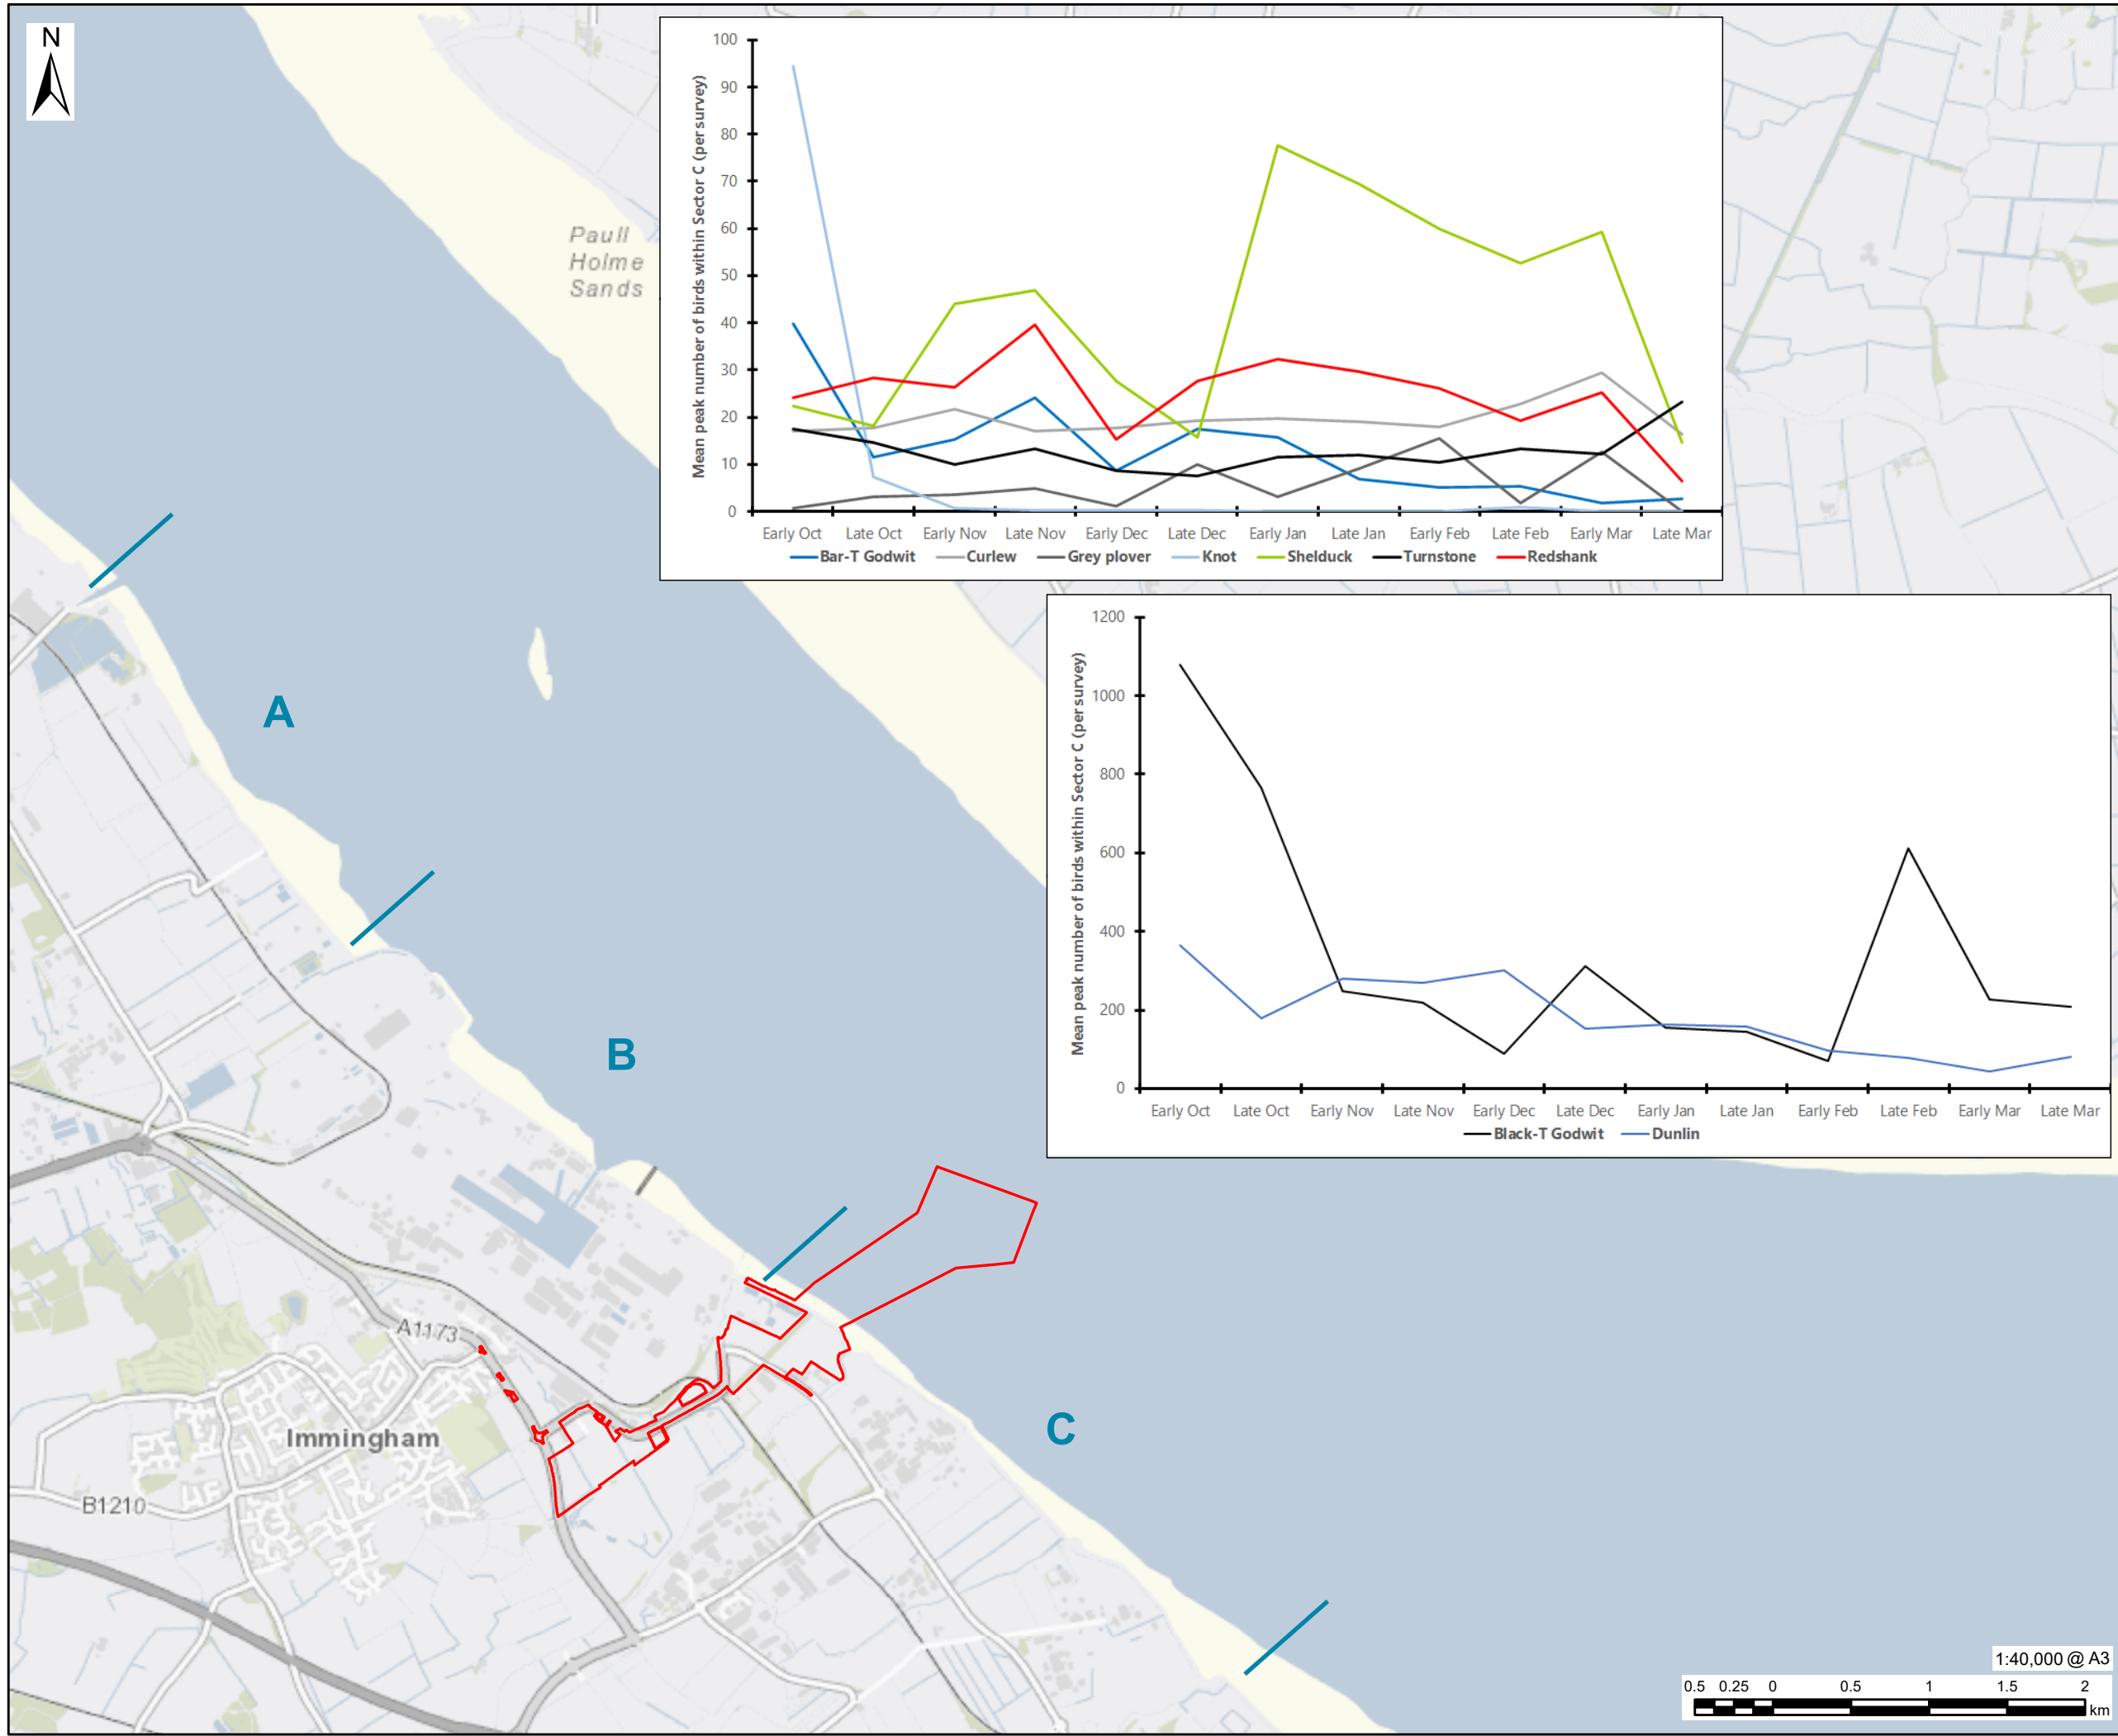 N
Paull
Holme
Sands
Mean peak number of birds within Sector C (per survey)
100
90
80
70
60
50
40
30
20
10
0
Early Oct Late Oct Early Nov Late Nov Early Dec Late Dec Early Jan Late Jan Early Feb Late Feb Early Mar Late Mar
Bar-T Godwit Curlew Grey plover Knot Shelduck Turnstone Redshank
Mean peak number of birds within Sector C (per survey)
1200
1000
800
600
400
200
0
Early Oct Late Oct Early Nov Late Nov Early Dec Late Dec Early Jan Late Jan Early Feb Late Feb Early Mar Late Mar
Black-T Godwit Dunlin
A
B
C
A1173
Immingham
B1210
1:40,000 @ A3
0.5 0.25 0 0.5 1 1.5 2
km